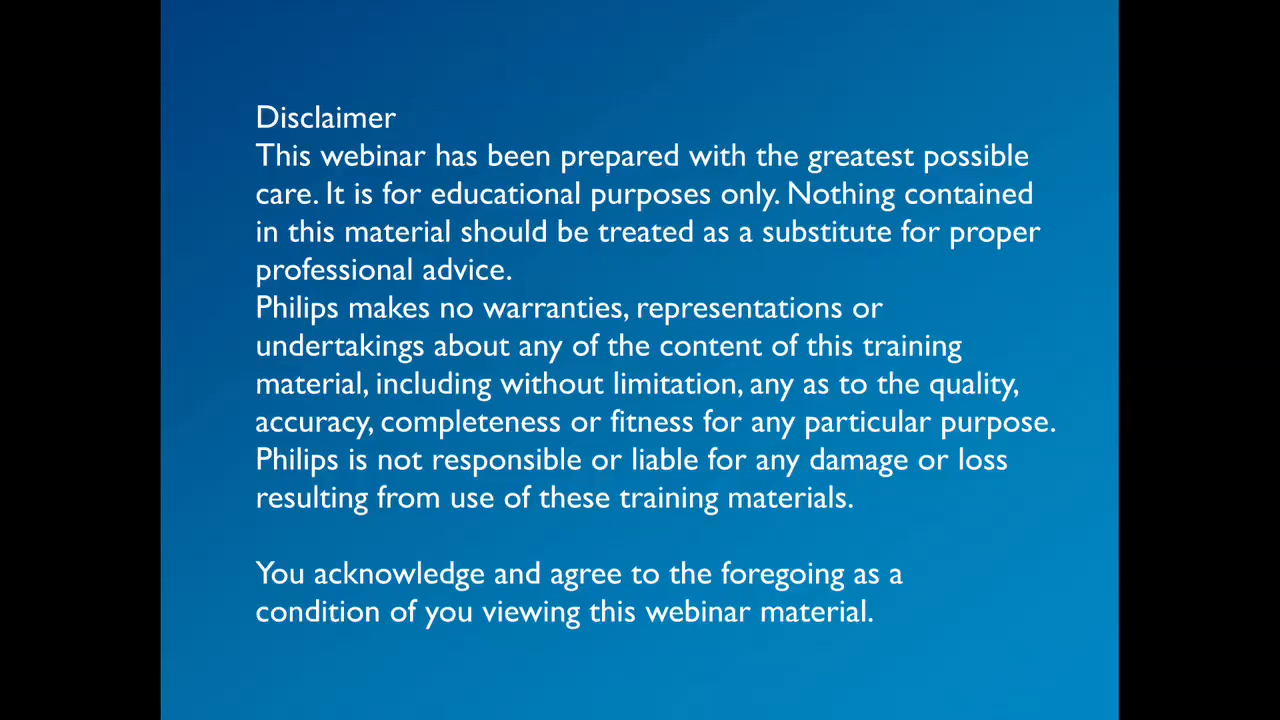 Disclaimer
This webinar has been prepared with the greatest possible
care. It is for educational purposes only. Nothing contained
in this material should be treated as a substitute for proper
professional advice.
Philips makes no warranties, representations or
undertakings about any of the content of this training
material, including without limitation, any as to the quality,
accuracy, completeness or fitness for any particular purpose.
Philips is not responsible or liable for any damage or loss
resulting from use of these training materials.
You acknowledge and agree to the foregoing as a
condition of you viewing this webinar material.